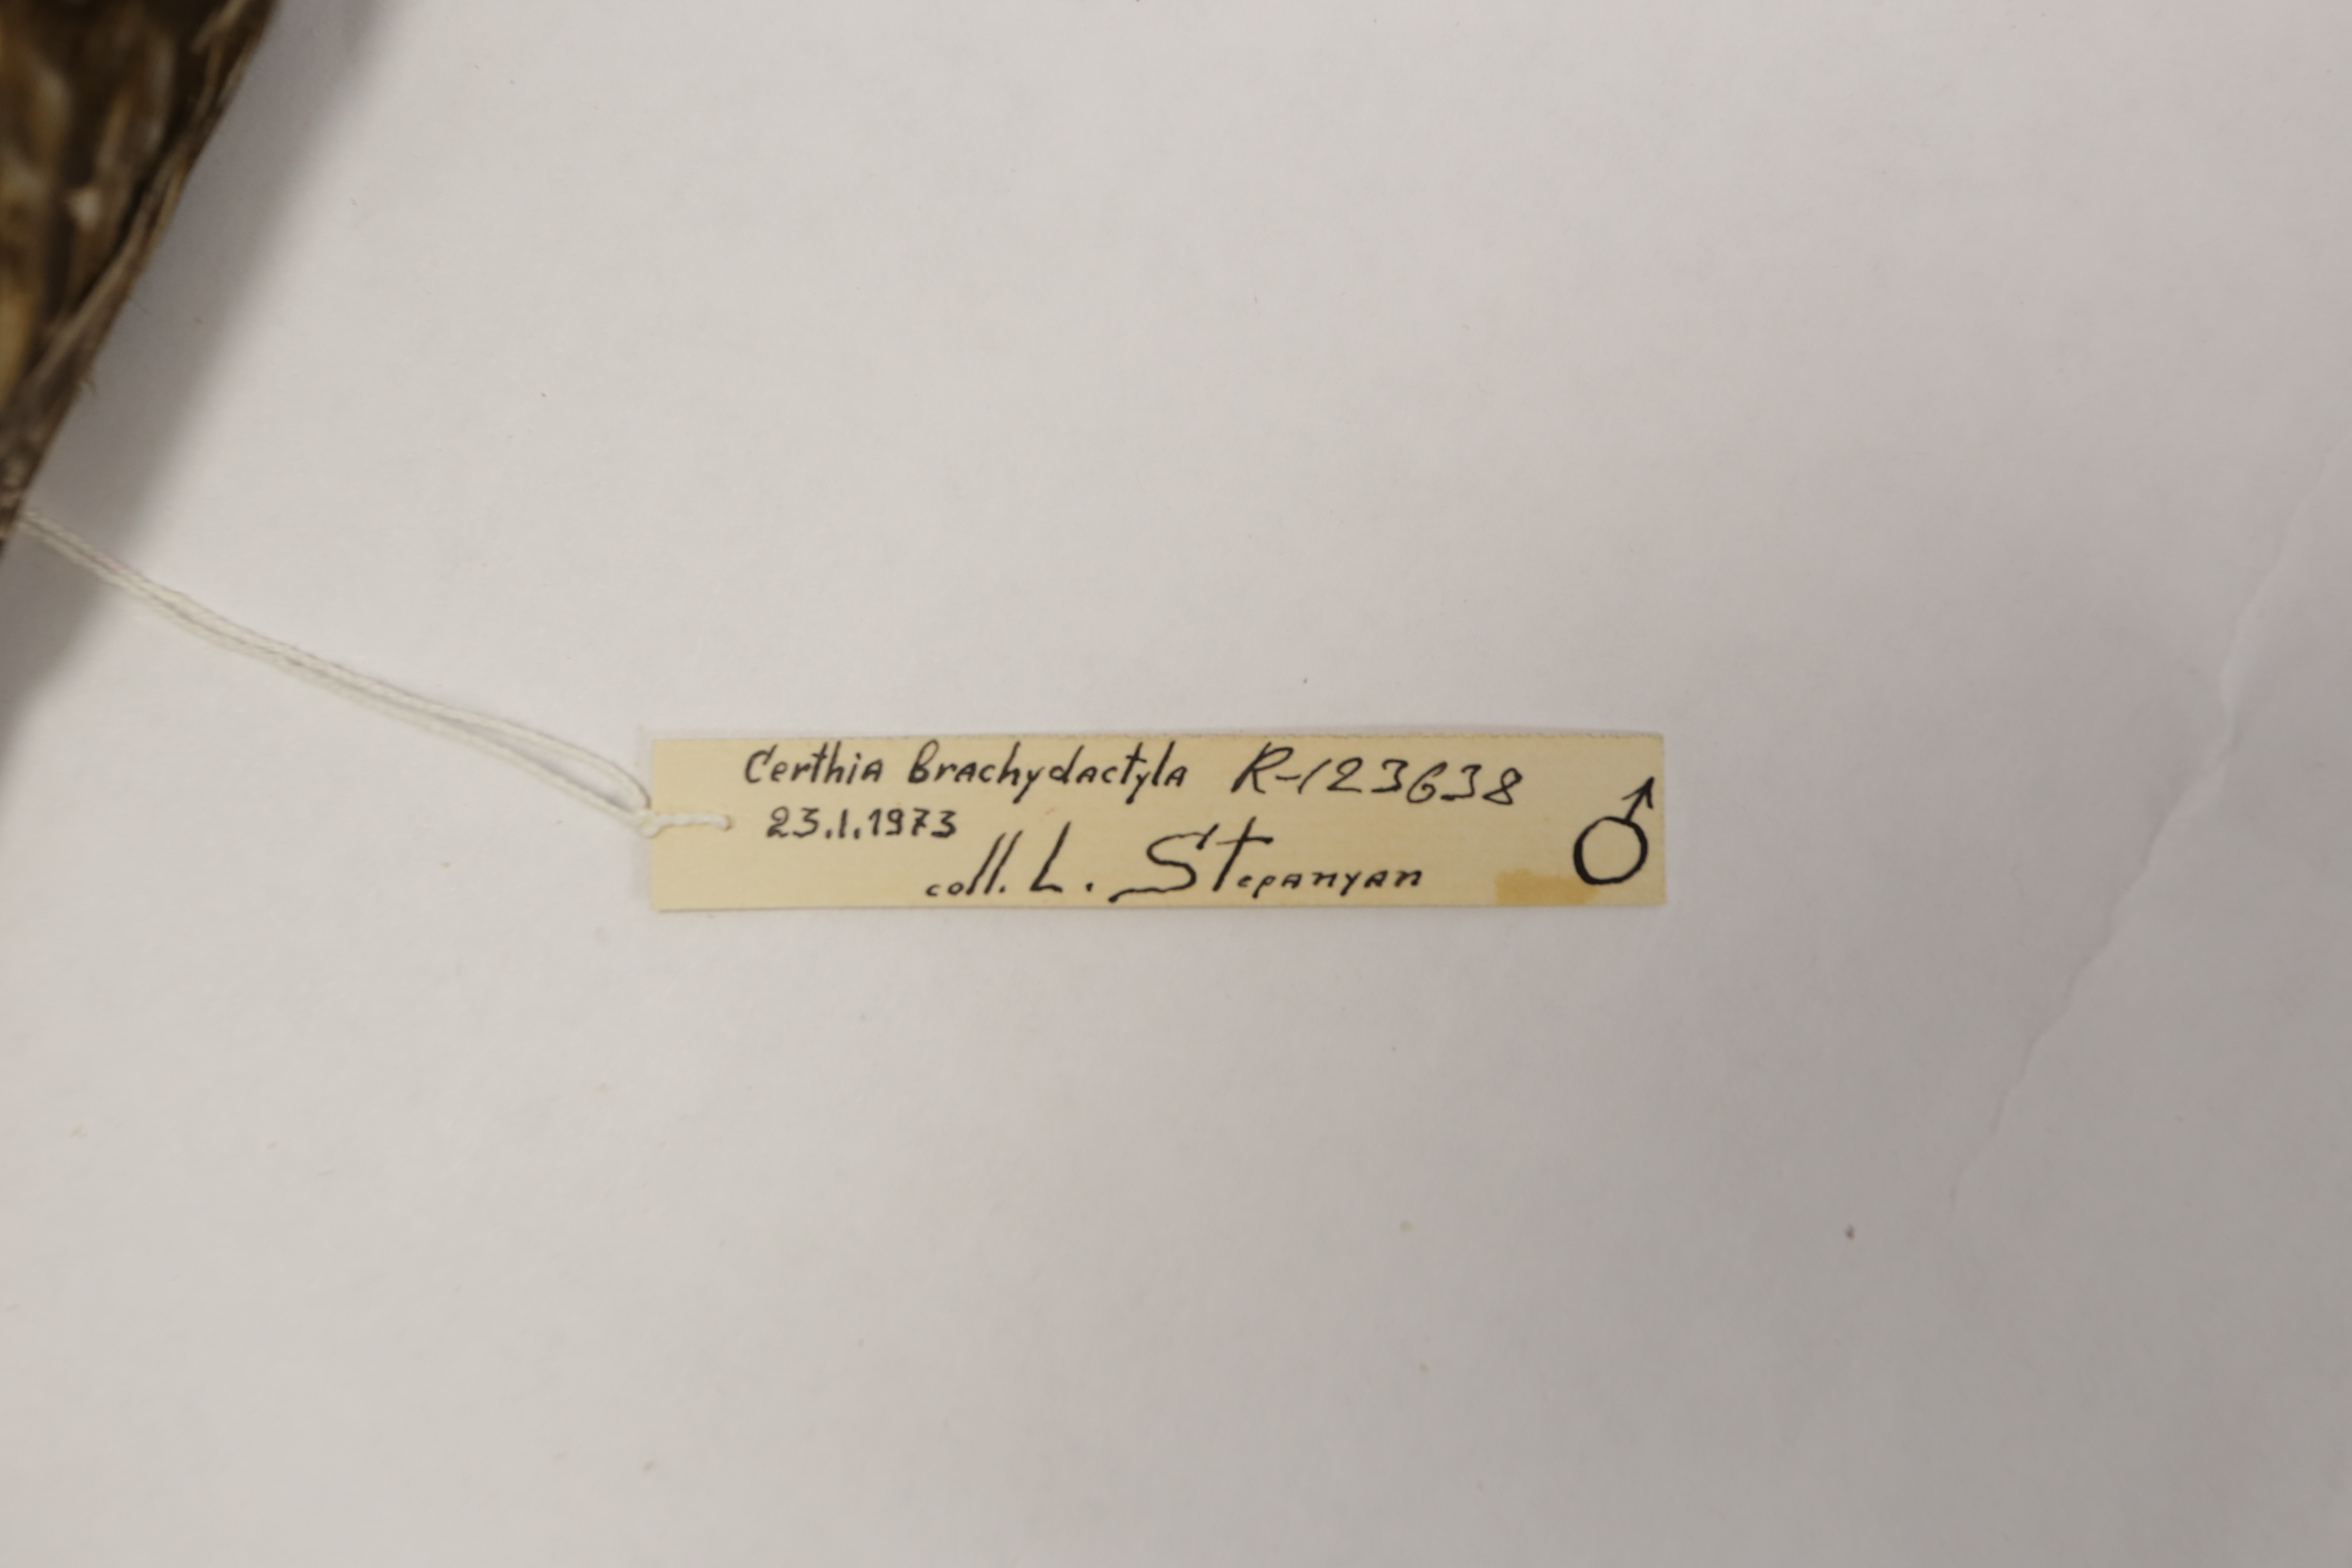 Certhia Brachydactyla R-123638
23.1.1973
coll. L. Stepanyan
♂